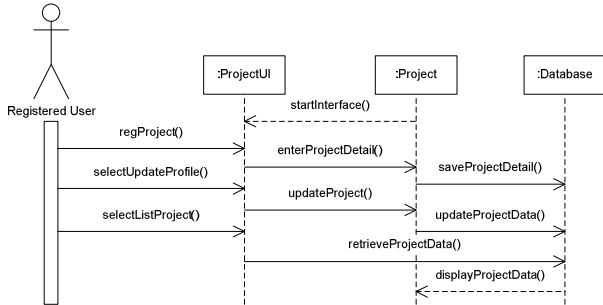 :ProjectUI
:Project
:Database
Registered User
startInterface()
regProject()
enterProjectDetail()
saveProjectDetail()
selectUpdateProfile()
updateProject()
selectListProject()
updateProjectData()
retrieveProjectData()
displayProjectData()